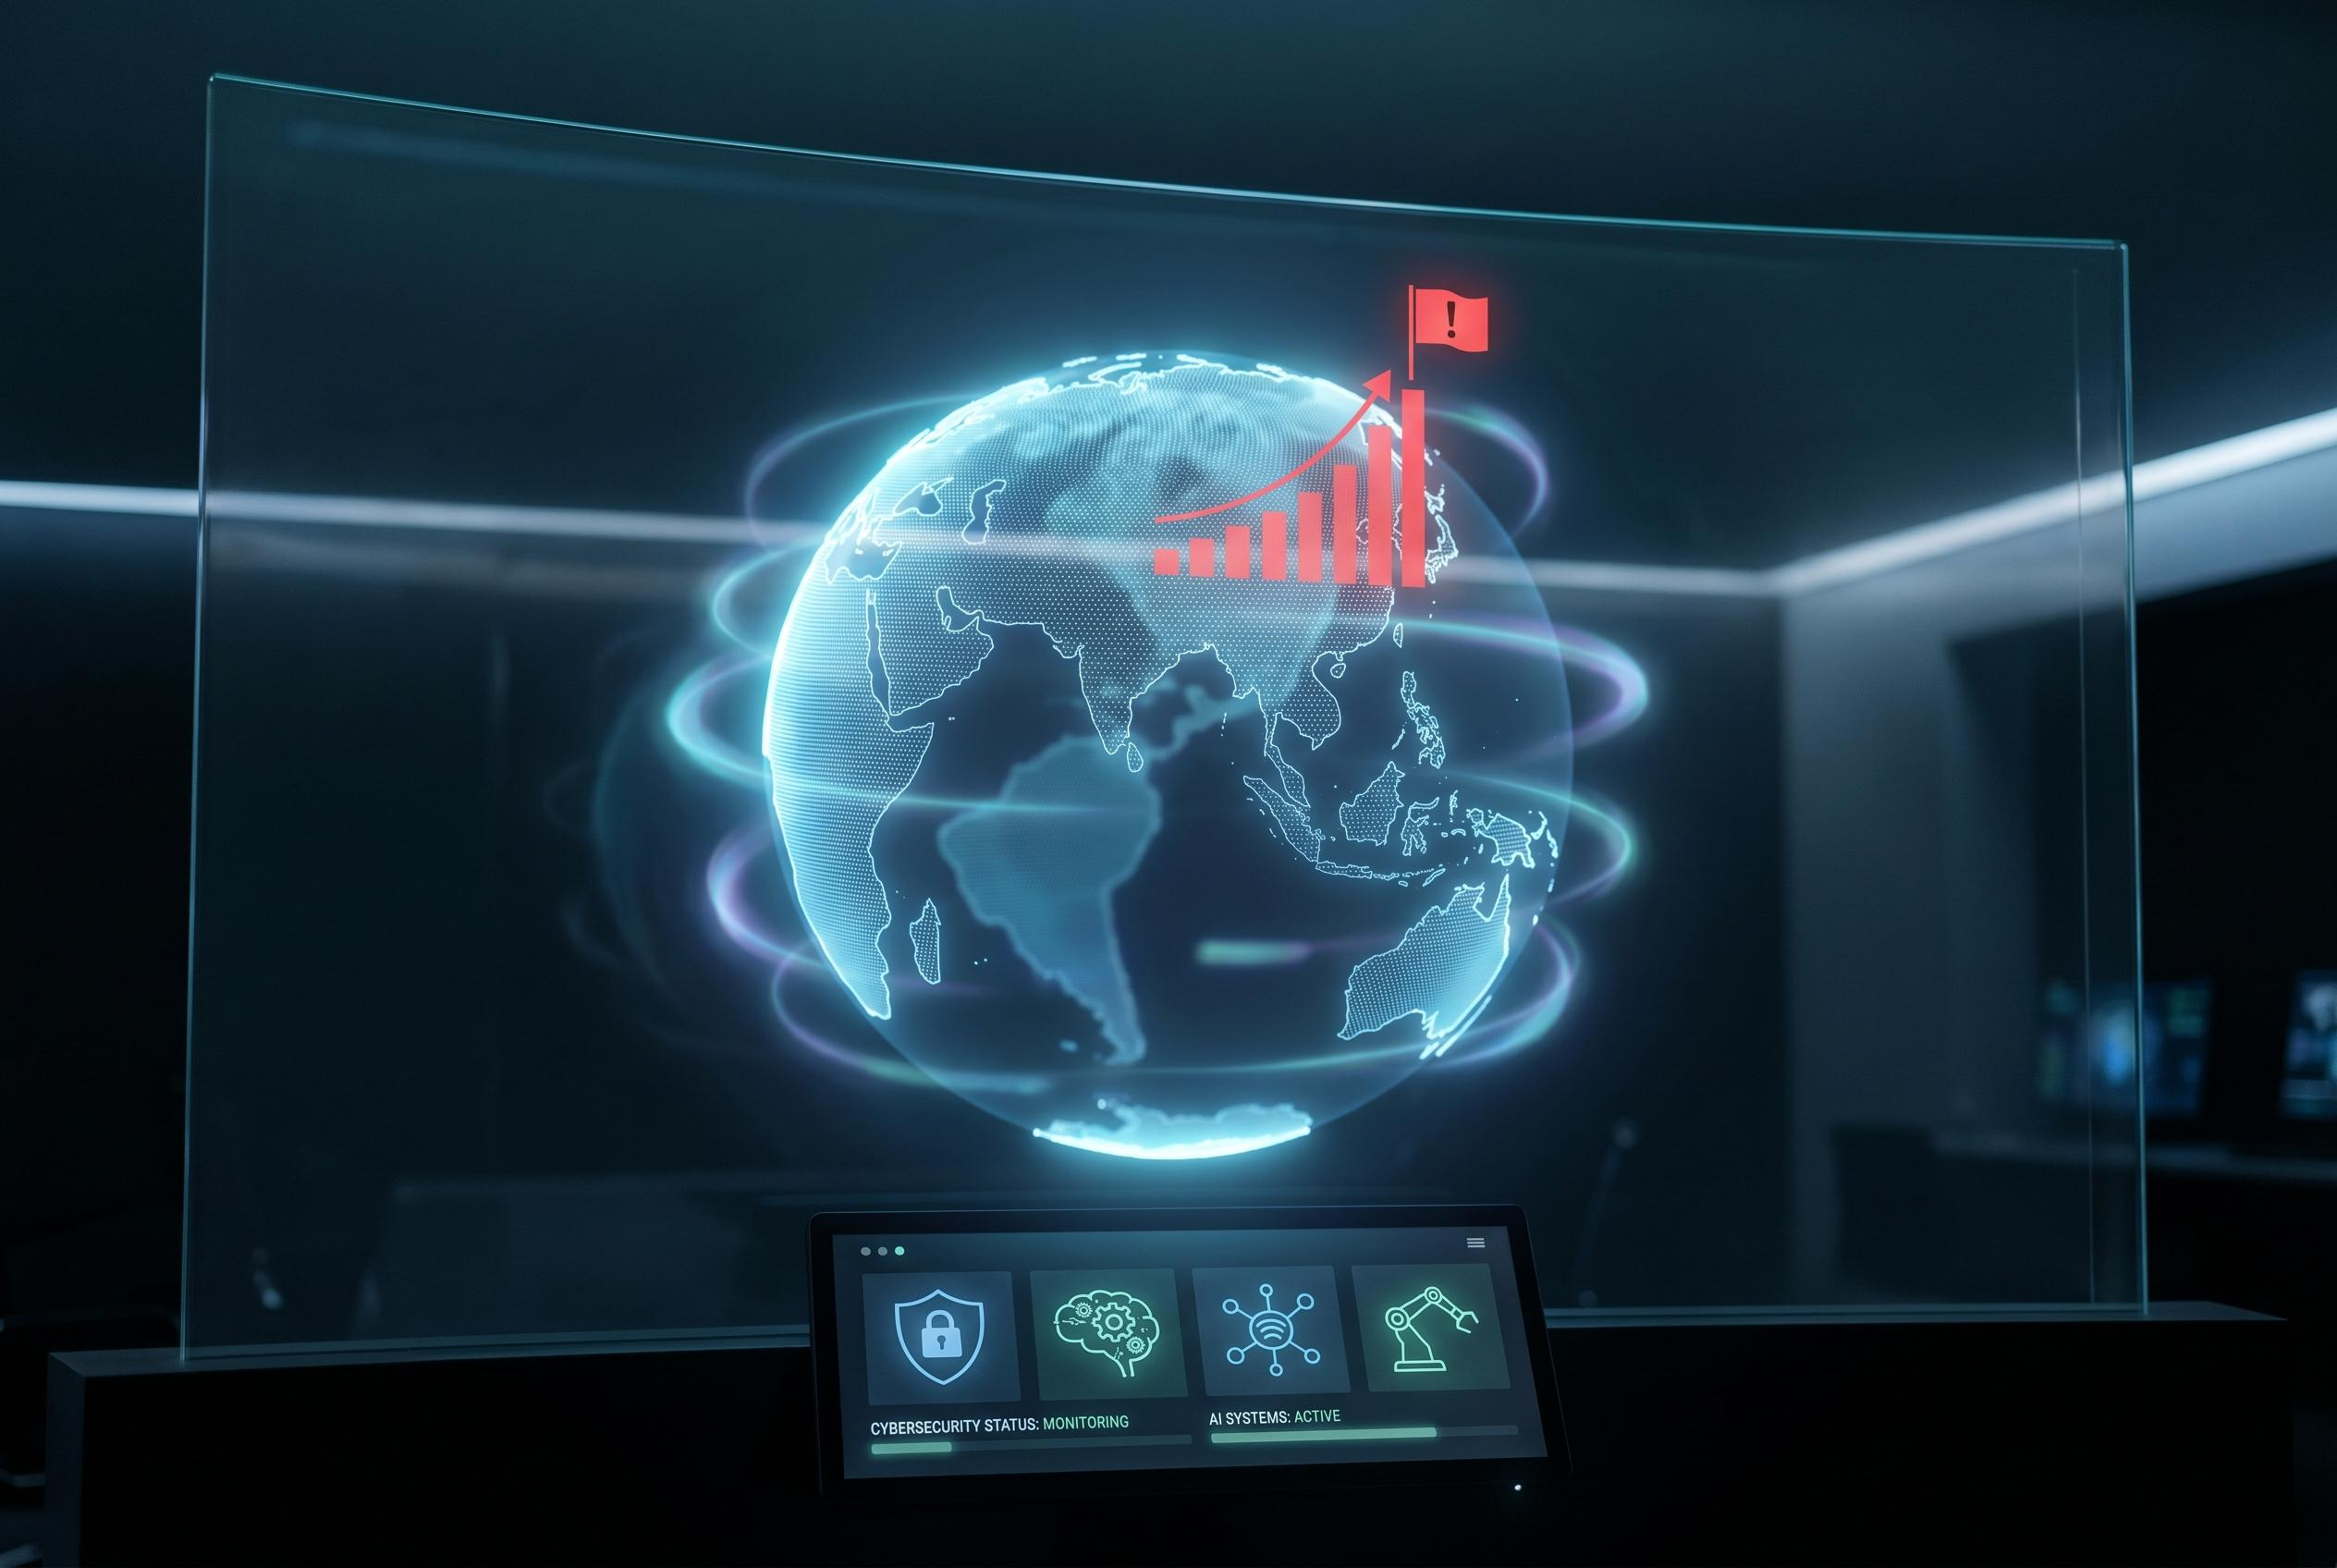 !
CYBERSECURITY STATUS: MONITORING
AI SYSTEMS: ACTIVE